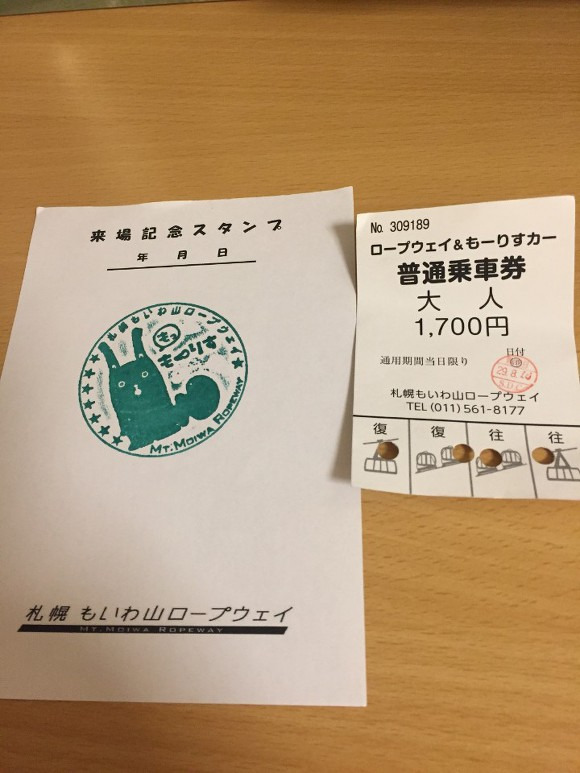 来場記念スタンプ
年 月 日
札幌もいわ山ロープウェイ
もっ
もーりす
MT. MOIWA ROPEWAY
札幌 もいわ山ロープウェイ
MT. MOIWA ROPEWAY
No. 309189
ロープウェイ&もーりすカー
普通乗車券
大 人
1,700円
日付
通用期間当日限り
札幌もいわ山ロープウェイ
TEL (011) 561-8177
復 復 往 往